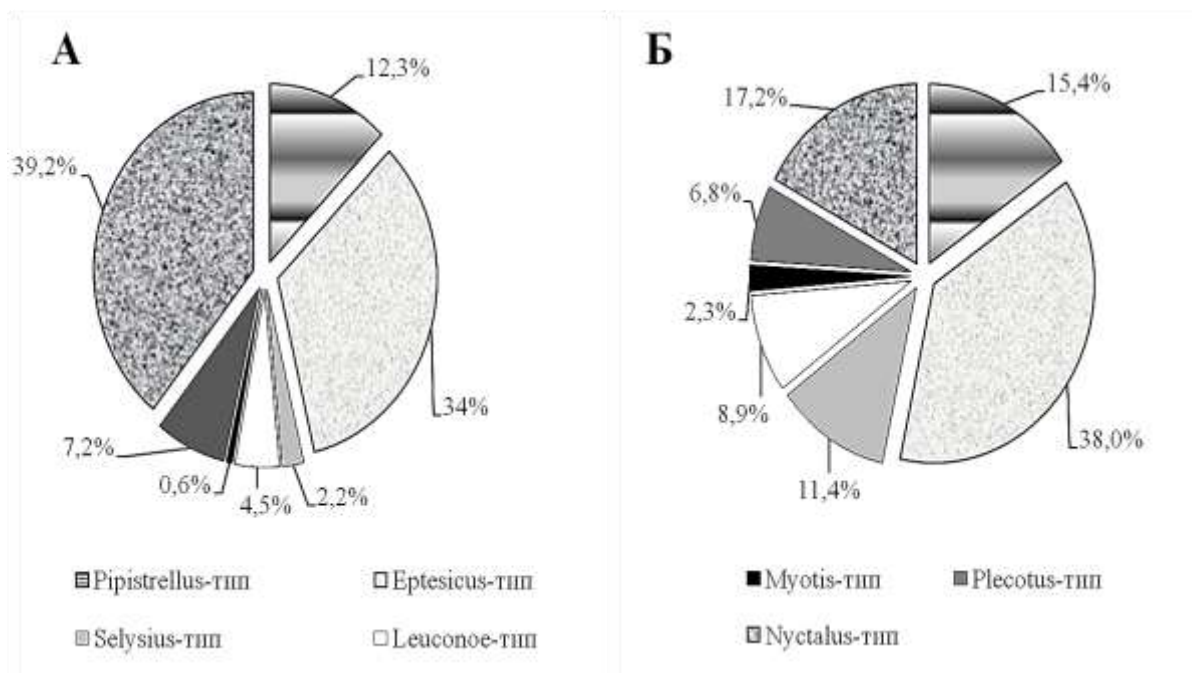 А
12,3%
39,2%
34%
7,2%
0,6%
4,5%
2,2%
Pipistrellus-тип
Eptesicus-тип
Selysius-тип
Leuconoe-тип
Б
15,4%
17,2%
6,8%
2,3%
8,9%
38,0%
11,4%
Myotis-тип
Plecotus-тип
Nyctalus-тип